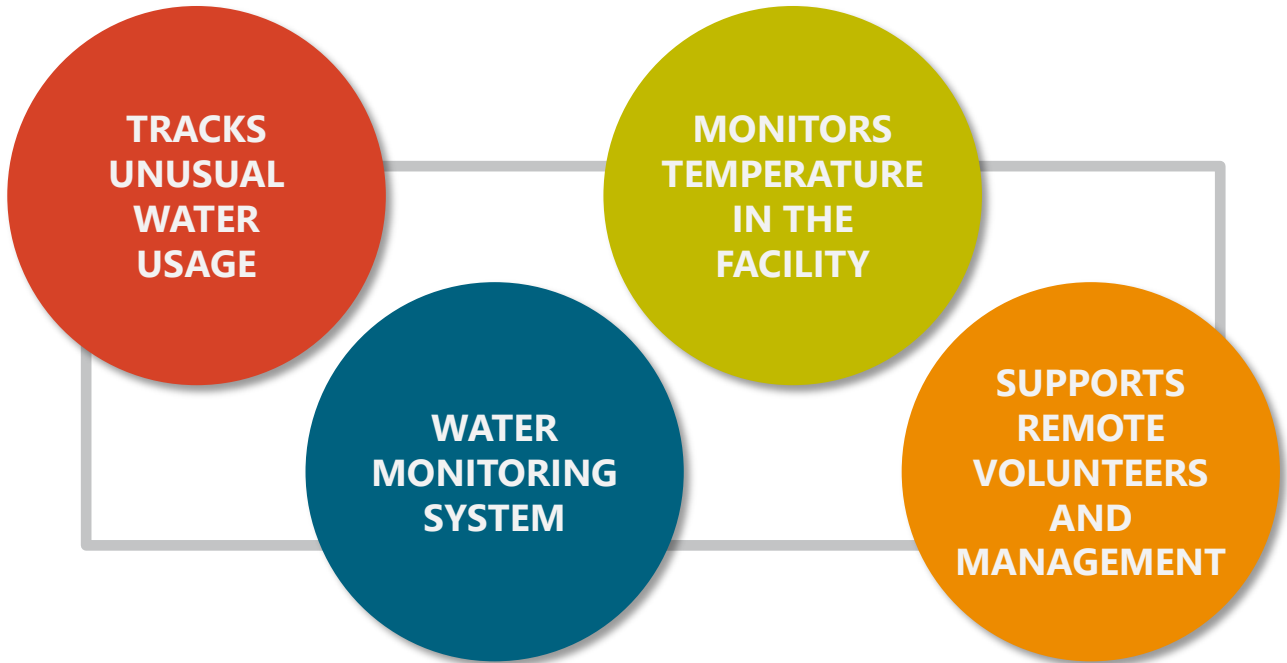 TRACKS
UNUSUAL
WATER
USAGE
WATER
MONITORING
SYSTEM
MONITORS
TEMPERATURE
IN THE
FACILITY
SUPPORTS
REMOTE
VOLUNTEERS
AND
MANAGEMENT